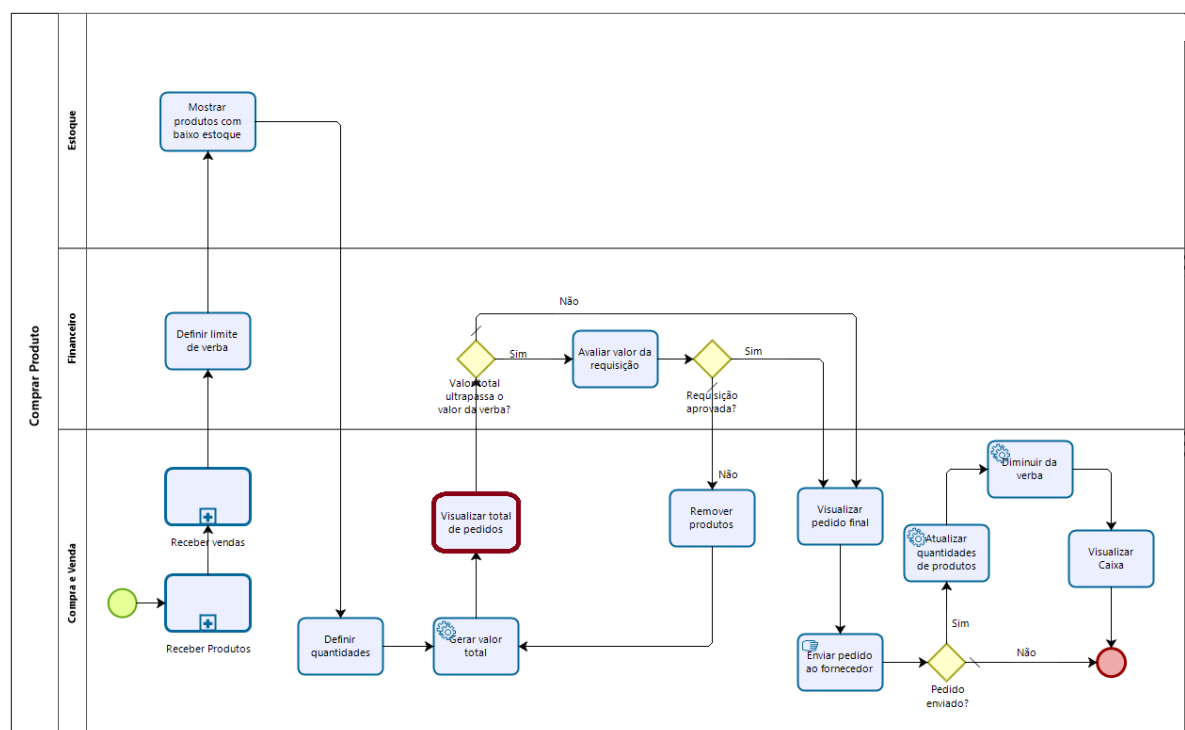 Comprar Produto
Estoque
Mostrar
produtos com
baixo estoque
Financeiro
Definir limite
de verba
Não
Valor total
ultrapassa o
valor da verba?
Sim
Avaliar valor da
requisição
Requisição
aprovada?
Sim
Compra e Venda
Receber vendas
Receber Produtos
Definir
quantidades
Gerar valor
total
Visualizar total
de pedidos
Não
Remover
produtos
Visualizar
pedido final
Enviar pedido
ao fornecedor
Pedido
enviado?
Sim
Não
Atualizar
quantidades
de produtos
Diminuir da
verba
Visualizar
Caixa